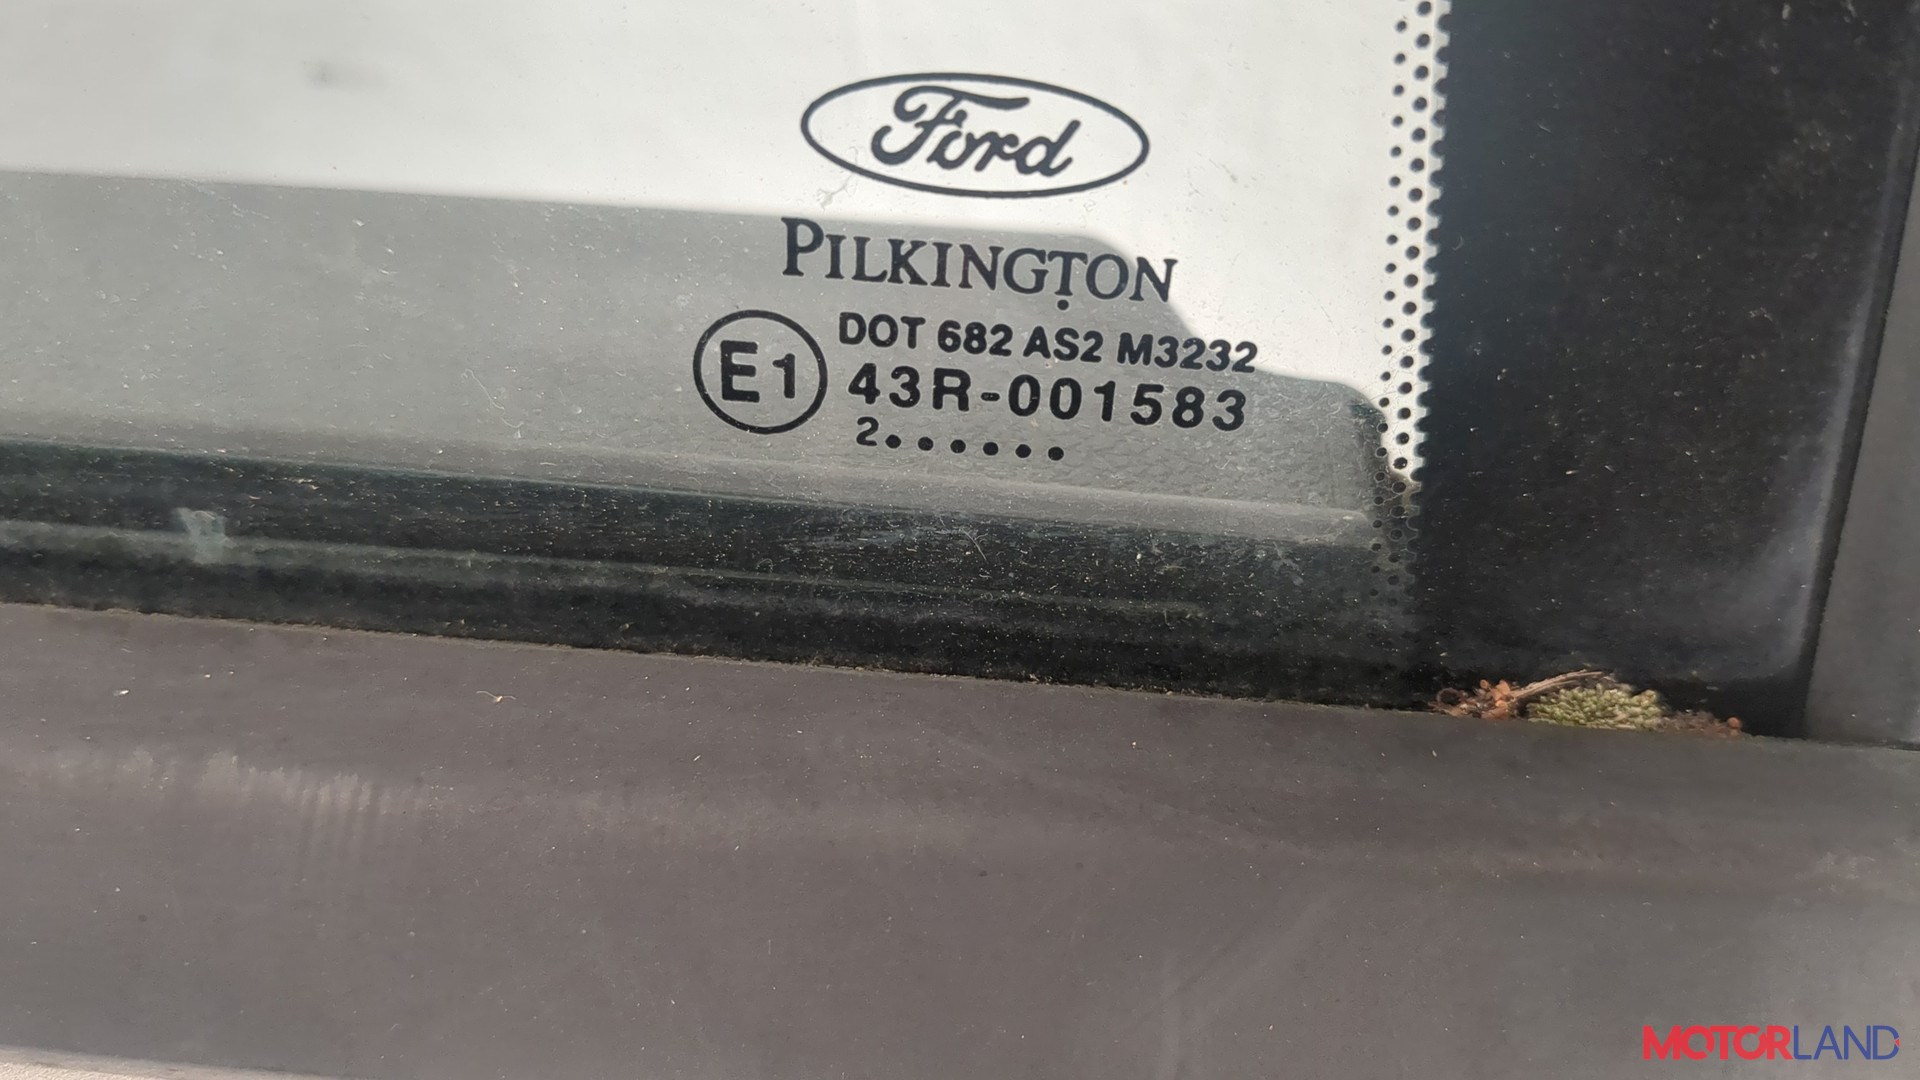 Ford
PILKINGTON
DOT 682 AS2 M3232
E1 43R-001583
2••••••
MOTORLAND